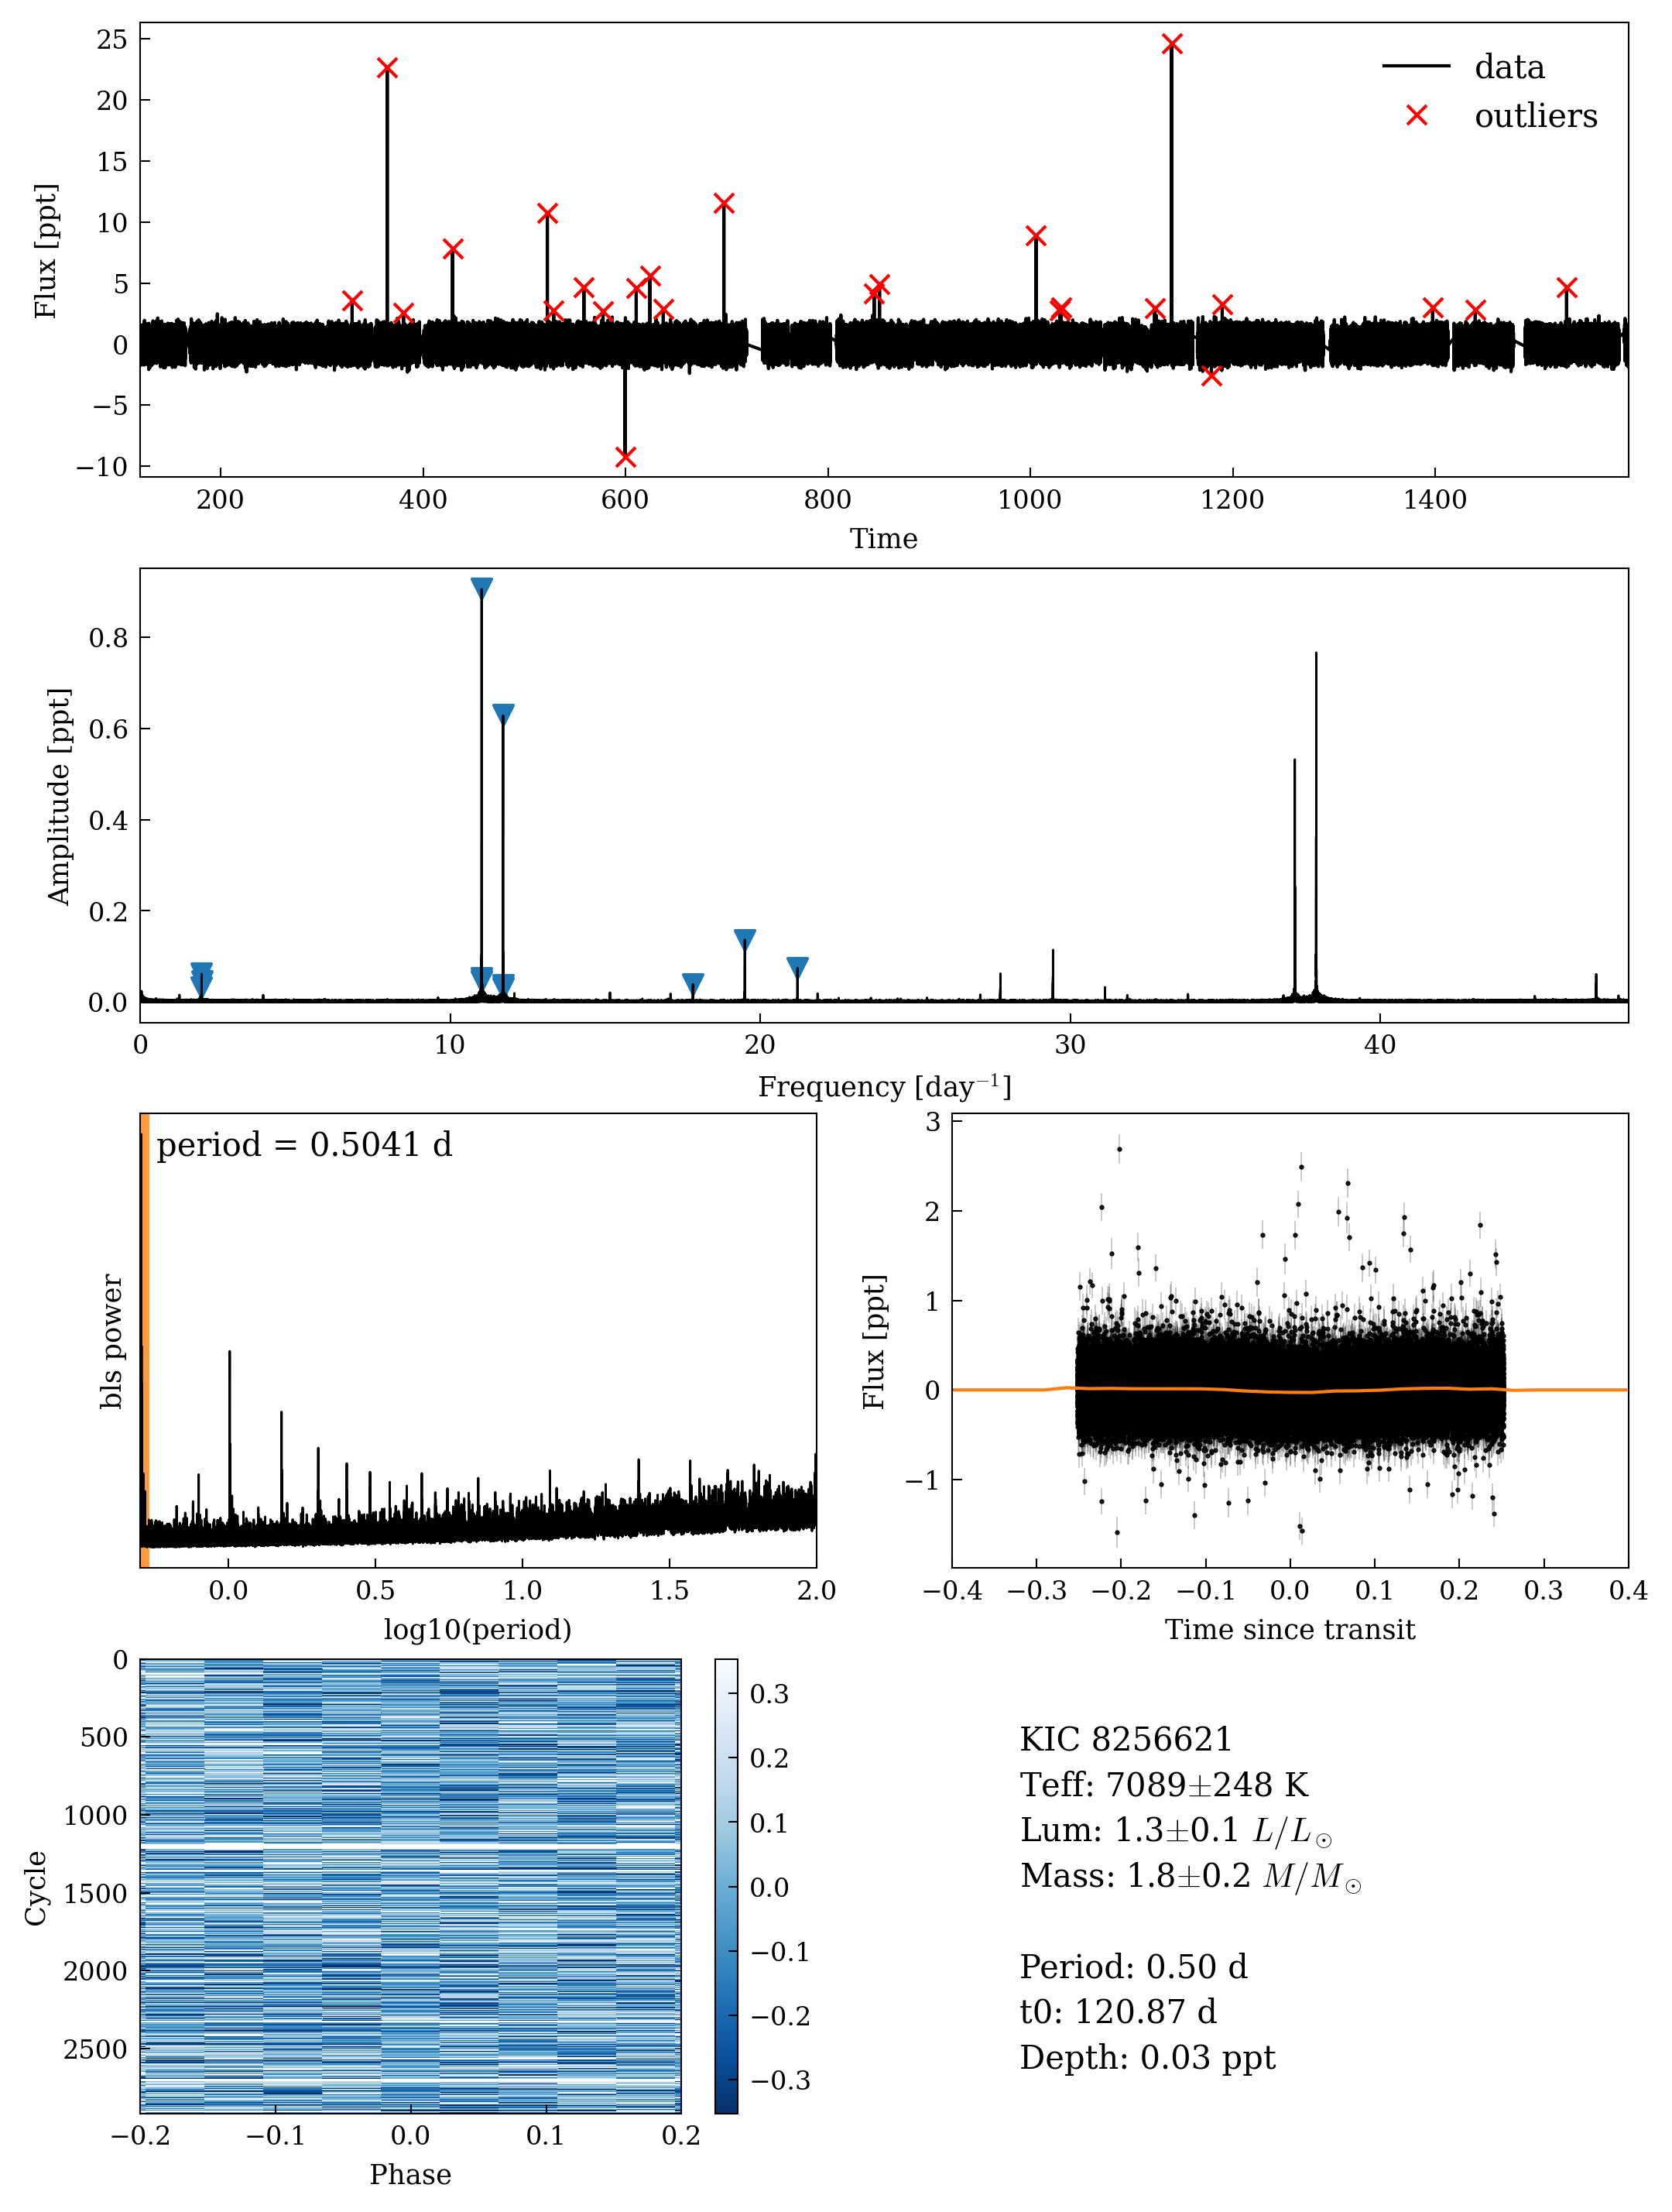 25
20
15
10
5
0
−5
−10
Flux [ppt]
data
outliers
200 400 600 800 1000 1200 1400
Time
0.8
0.6
0.4
0.2
0.0
Amplitude [ppt]
0 10 20 30 40
Frequency [day⁻¹]
period = 0.5041 d
bls power
0.0 0.5 1.0 1.5 2.0
log10(period)
3
2
1
0
−1
Flux [ppt]
−0.4 −0.3 −0.2 −0.1 0.0 0.1 0.2 0.3 0.4
Time since transit
0
500
1000
1500
2000
2500
Cycle
−0.2 −0.1 0.0 0.1 0.2
Phase
0.3
0.2
0.1
0.0
−0.1
−0.2
−0.3
KIC 8256621
Teff: 7089±248 K
Lum: 1.3±0.1 L/L⊙
Mass: 1.8±0.2 M/M⊙
Period: 0.50 d
t0: 120.87 d
Depth: 0.03 ppt